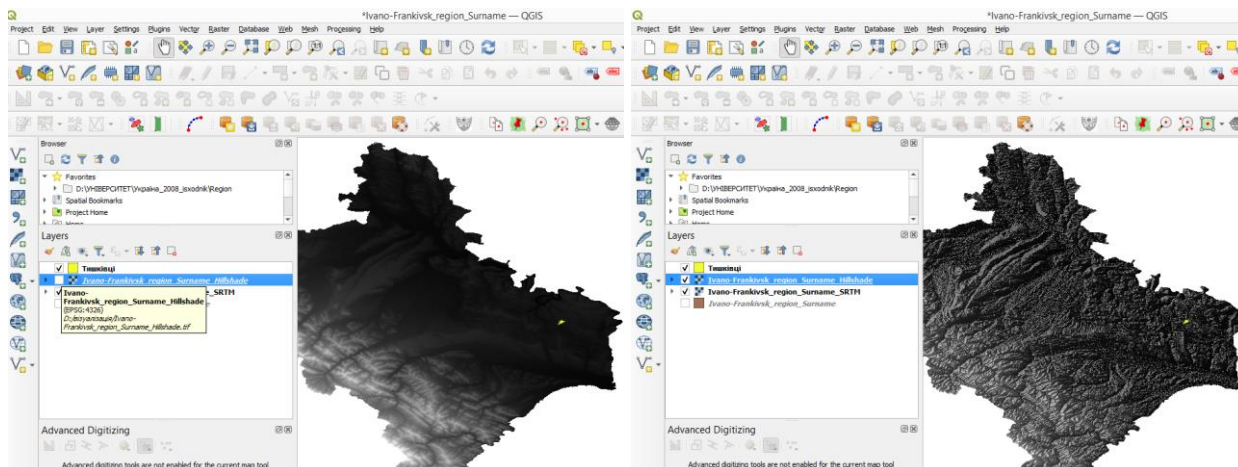 *Ivano-Frankivsk_region_Surname — QGIS
Project Edit View Layer Settings Plugins Vector Raster Database Web Mesh Processing Help
Browser
Favorites
D:\УНІВЕРСИТЕТ\Україна_2008_isxodnik\Region
Spatial Bookmarks
Project Home
Home
Layers
Тишківці
Ivano-Frankivsk_region_Surname_Hillshade
Ivano-
Frankivsk_region_Surname_Hillshade
(EPSG:4326)
D:/візуалізація/Ivano-
Frankivsk_region_Surname_Hillshade.tif
e_SRTM
Advanced Digitizing
Advanced digitizing tools are not enabled for the current map tool
*Ivano-Frankivsk_region_Surname — QGIS
Project Edit View Layer Settings Plugins Vector Raster Database Web Mesh Processing Help
Browser
Favorites
D:\УНІВЕРСИТЕТ\Україна_2008_isxodnik\Region
Spatial Bookmarks
Project Home
Home
Layers
Тишківці
Ivano-Frankivsk_region_Surname_Hillshade
Ivano-Frankivsk_region_Surname_SRTM
Ivano-Frankivsk_region_Surname
Advanced Digitizing
Advanced digitizing tools are not enabled for the current map tool